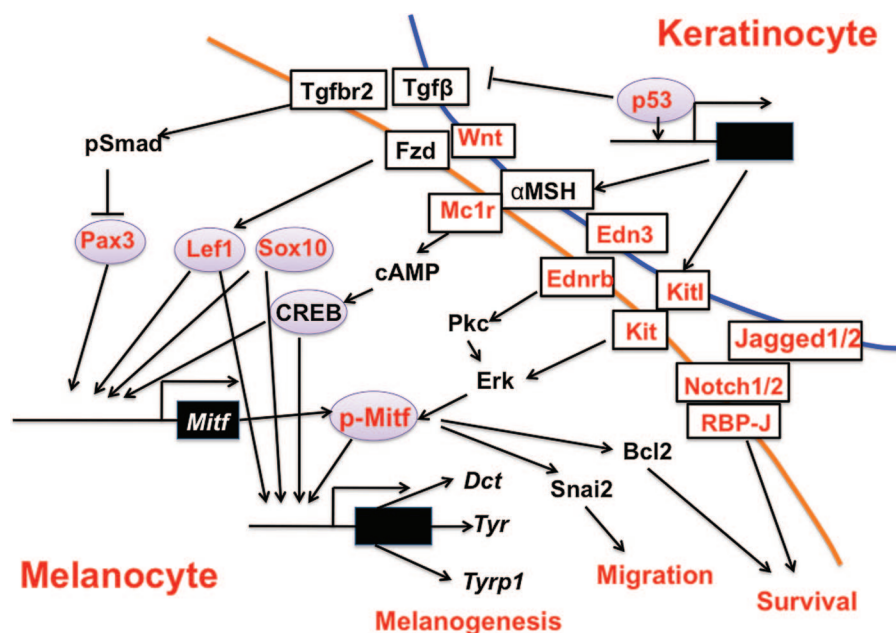 Keratinocyte
Tgfbr2
Tgfβ
p53
pSmad
Fzd
Wnt
αMSH
Mc1r
Pax3
Lef1
Sox10
Edn3
cAMP
Ednrb
Kitl
CREB
Pkc
Kit
Jagged1/2
Erk
Notch1/2
Mitf
p-Mitf
RBP-J
Bcl2
Dct
Snai2
Tyr
Melanocyte
Tyrp1
Migration
Survival
Melanogenesis